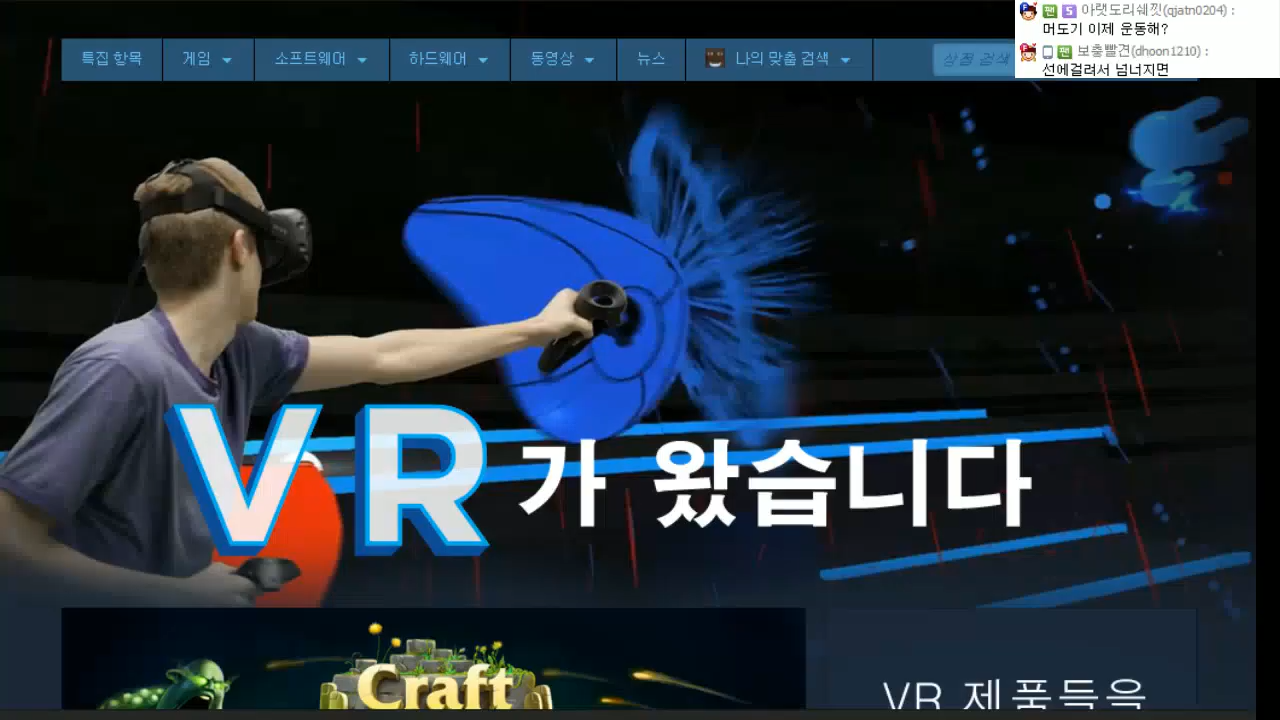 아랫도리쉐낏(qjatn0204) :
머도기 이제 운동해?
보충빨견(dhoon1210) :
선에걸려서 넘너지면
특집 항목 게임 소프트웨어 하드웨어 동영상 뉴스 나의 맞춤 검색 상점 검색
VR가 왔습니다
Craft
VR 제품들을